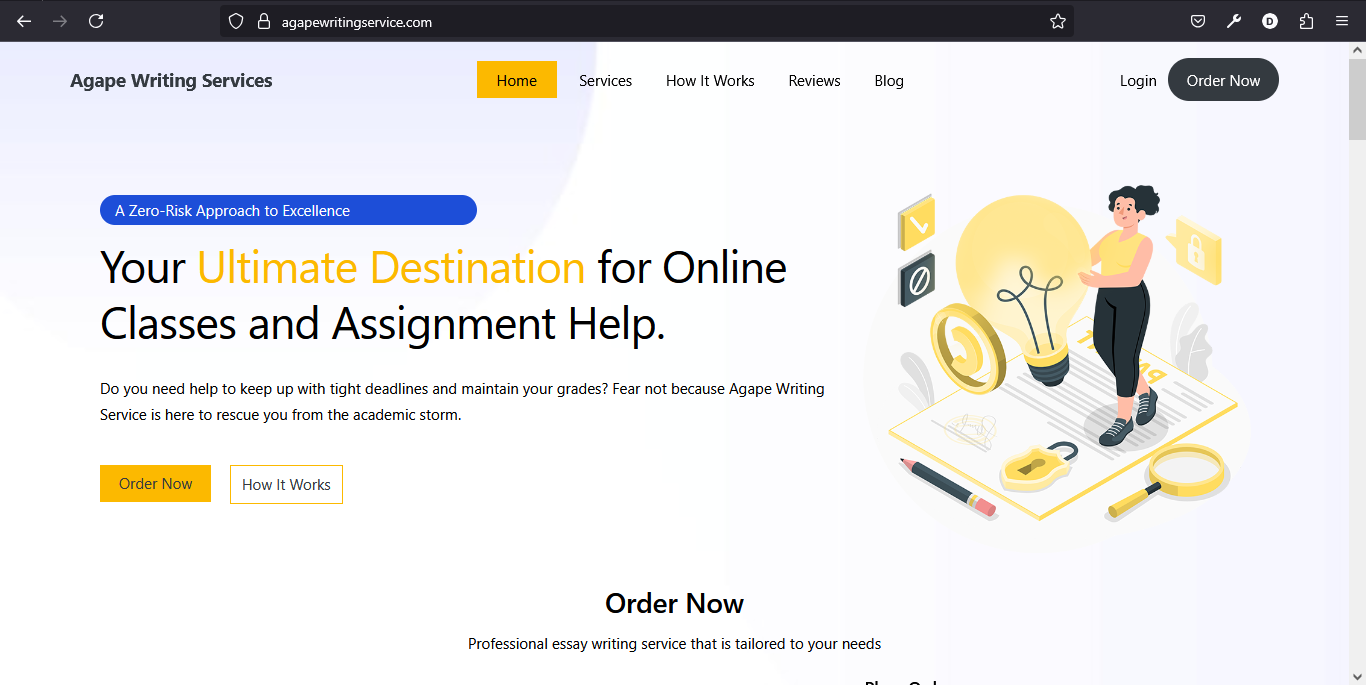 agapewritingservice.com
Agape Writing Services
Home
Services
How It Works
Reviews
Blog
Login
Order Now
A Zero-Risk Approach to Excellence
Your Ultimate Destination for Online
Classes and Assignment Help.
Do you need help to keep up with tight deadlines and maintain your grades? Fear not because Agape Writing
Service is here to rescue you from the academic storm.
Order Now
How It Works
Order Now
Professional essay writing service that is tailored to your needs